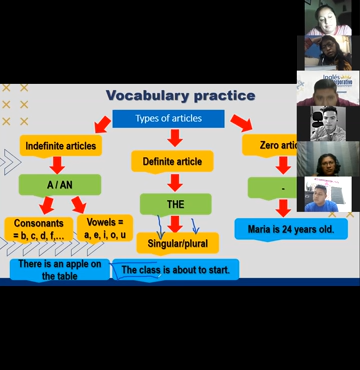 Vocabulary practice
Types of articles
Indefinite articles
Definite article
Zero
A / AN
THE
-
Consonants
= b, c, d, f,...
Vowels =
a, e, i, o, u
Singular/plural
Maria is 24 years old.
There is an apple on
the table
The class is about to start.
Inglés